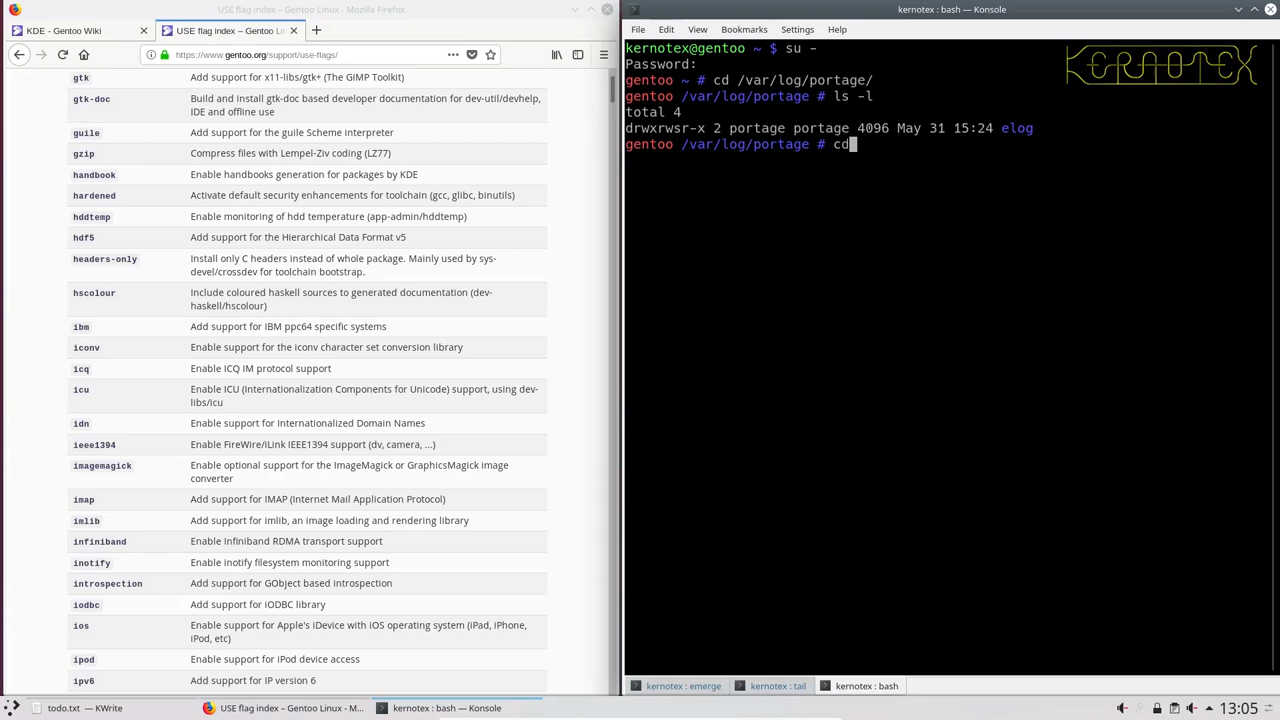 USE flag index – Gentoo Linux - Mozilla Firefox
KDE - Gentoo Wiki
USE flag index – Gentoo Lin
https://www.gentoo.org/support/use-flags/
gtk Add support for x11-libs/gtk+ (The GIMP Toolkit)
gtk-doc Build and install gtk-doc based developer documentation for dev-util/devhelp,
IDE and offline use
guile Add support for the guile Scheme interpreter
gzip Compress files with Lempel-Ziv coding (LZ77)
handbook Enable handbooks generation for packages by KDE
hardened Activate default security enhancements for toolchain (gcc, glibc, binutils)
hddtemp Enable monitoring of hdd temperature (app-admin/hddtemp)
hdf5 Add support for the Hierarchical Data Format v5
headers-only Install only C headers instead of whole package. Mainly used by sys-
devel/crossdev for toolchain bootstrap.
hscolour Include coloured haskell sources to generated documentation (dev-
haskell/hscolour)
ibm Add support for IBM ppc64 specific systems
iconv Enable support for the iconv character set conversion library
icq Enable ICQ IM protocol support
icu Enable ICU (Internationalization Components for Unicode) support, using dev-
libs/icu
idn Enable support for Internationalized Domain Names
ieee1394 Enable FireWire/iLink IEEE1394 support (dv, camera, ...)
imagemagick Enable optional support for the ImageMagick or GraphicsMagick image
converter
imap Add support for IMAP (Internet Mail Application Protocol)
imlib Add support for imlib, an image loading and rendering library
infiniband Enable Infiniband RDMA transport support
inotify Enable inotify filesystem monitoring support
introspection Add support for GObject based introspection
iodbc Add support for iODBC library
ios Enable support for Apple's iDevice with iOS operating system (iPad, iPhone,
iPod, etc)
ipod Enable support for iPod device access
ipv6 Add support for IP version 6
kernotex : bash — Konsole
File Edit View Bookmarks Settings Help
kernotex@gentoo ~ $ su -
Password:
gentoo ~ # cd /var/log/portage/
gentoo /var/log/portage # ls -l
total 4
drwxrwsr-x 2 portage portage 4096 May 31 15:24 elog
gentoo /var/log/portage # cd
KERNOTEX
kernotex : emerge
kernotex : tail
kernotex : bash
todo.txt — KWrite
USE flag index – Gentoo Linux - M...
kernotex : bash — Konsole
13:05